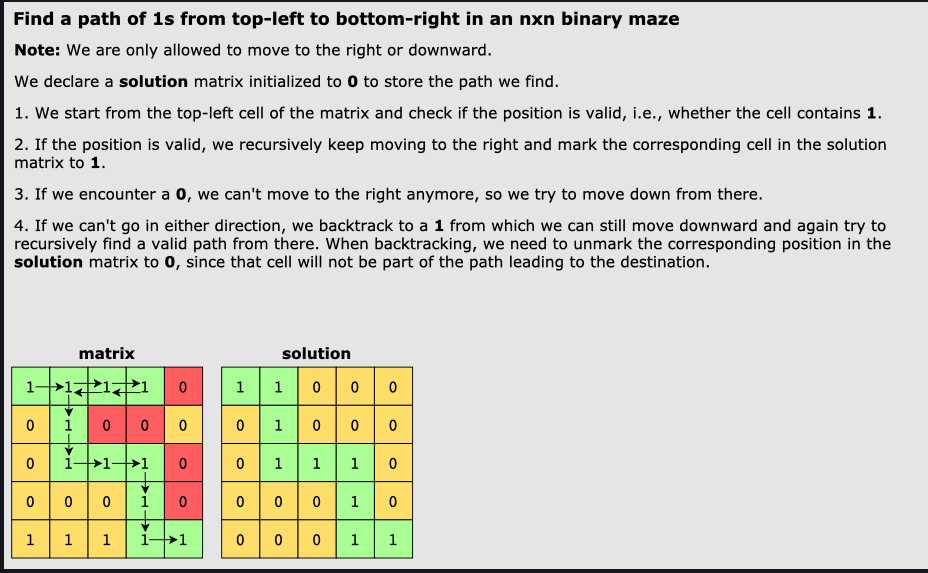 Find a path of 1s from top-left to bottom-right in an nxn binary maze
Note: We are only allowed to move to the right or downward.
We declare a solution matrix initialized to 0 to store the path we find.
1. We start from the top-left cell of the matrix and check if the position is valid, i.e., whether the cell contains 1.
2. If the position is valid, we recursively keep moving to the right and mark the corresponding cell in the solution
matrix to 1.
3. If we encounter a 0, we can't move to the right anymore, so we try to move down from there.
4. If we can't go in either direction, we backtrack to a 1 from which we can still move downward and again try to
recursively find a valid path from there. When backtracking, we need to unmark the corresponding position in the
solution matrix to 0, since that cell will not be part of the path leading to the destination.
matrix
1 1 1 1 0
0 1 0 0 0
0 1 1 1 0
0 0 0 1 0
1 1 1 1 1
solution
1 1 0 0 0
0 1 0 0 0
0 1 1 1 0
0 0 0 1 0
0 0 0 1 1